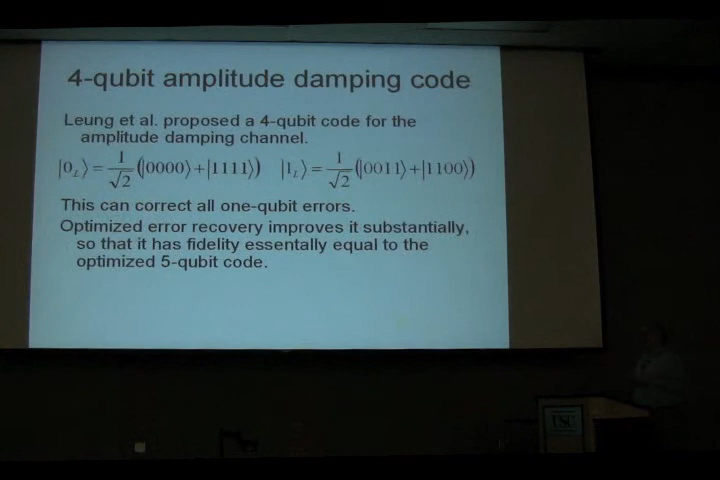 4-qubit amplitude damping code
Leung et al. proposed a 4-qubit code for the
amplitude damping channel.
|0_L⟩ = 1/√2 (|0000⟩+|1111⟩)   |1_L⟩ = 1/√2 (|0011⟩+|1100⟩)
This can correct all one-qubit errors.
Optimized error recovery improves it substantially,
so that it has fidelity essentally equal to the
optimized 5-qubit code.
USC